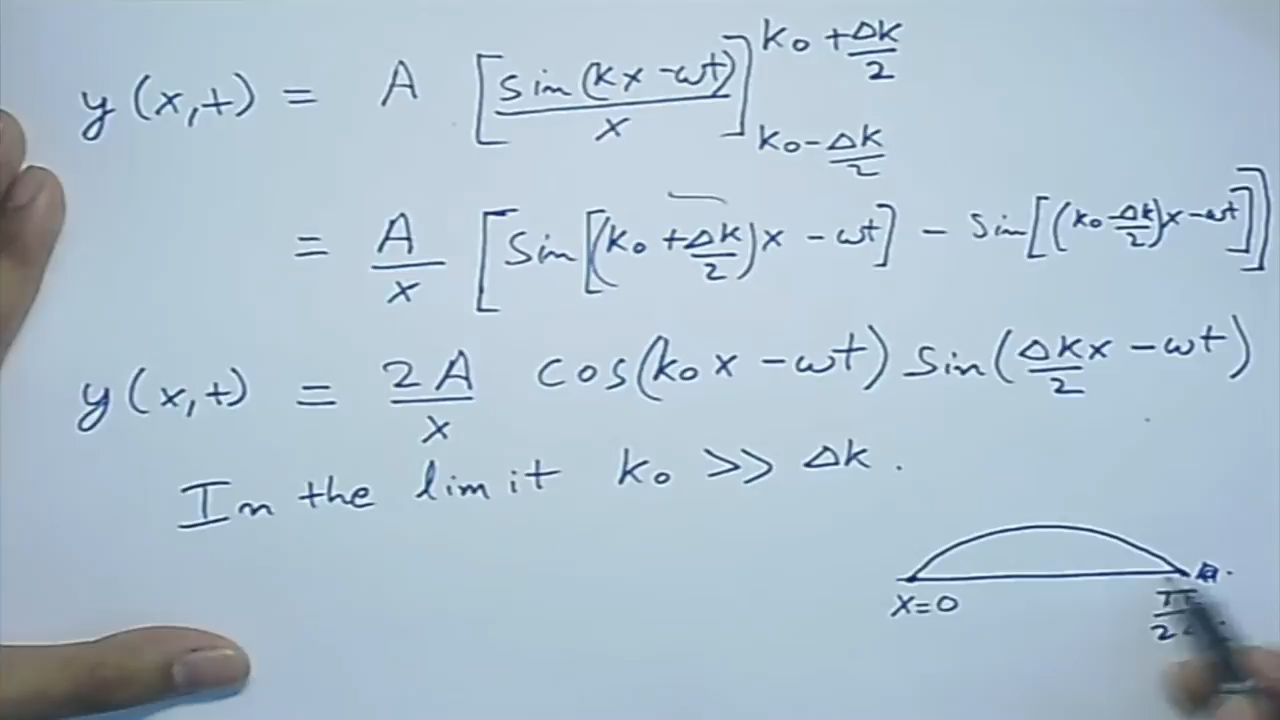 y(x,t) = A [sin(kx-ωt)/x]_{k₀-Δk/2}^{k₀+Δk/2}
= A/x [Sin[(k₀+Δk/2)x-ωt] - Sin[(k₀-Δk/2)x-ωt]]
y(x,t) = 2A/x cos(k₀x-ωt) Sin(Δkx/2 -ωt)
In the limit k₀ >> Δk.
x=0
π
2